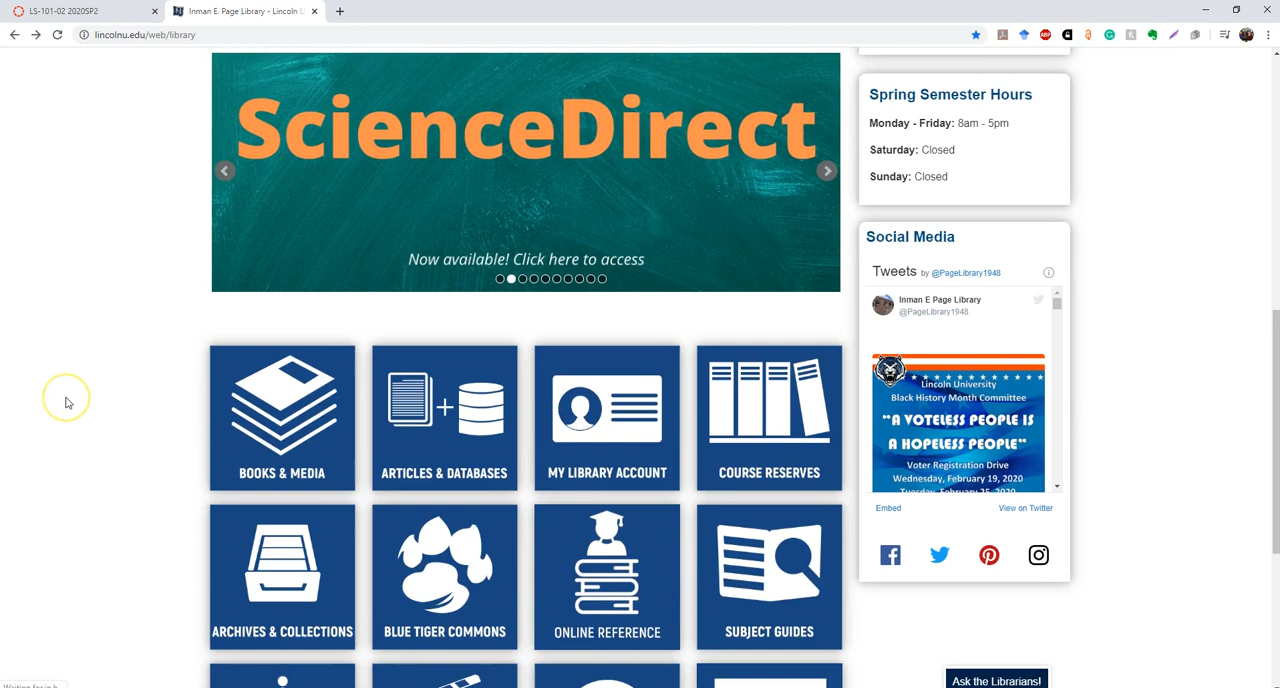 LS-101-02 2020SP2
Inman E. Page Library - Lincoln U
lincolnu.edu/web/library
ScienceDirect
Now available! Click here to access
Spring Semester Hours
Monday - Friday: 8am - 5pm
Saturday: Closed
Sunday: Closed
Social Media
Tweets by @PageLibrary1948
Inman E Page Library
@PageLibrary1948
Lincoln University
Black History Month Committee
"A VOTELESS PEOPLE IS
A HOPELESS PEOPLE"
Voter Registration Drive
Wednesday, February 19, 2020
Tuesday, February 25, 2020
Embed
View on Twitter
BOOKS & MEDIA
ARTICLES & DATABASES
MY LIBRARY ACCOUNT
COURSE RESERVES
ARCHIVES & COLLECTIONS
BLUE TIGER COMMONS
ONLINE REFERENCE
SUBJECT GUIDES
Ask the Librarians!